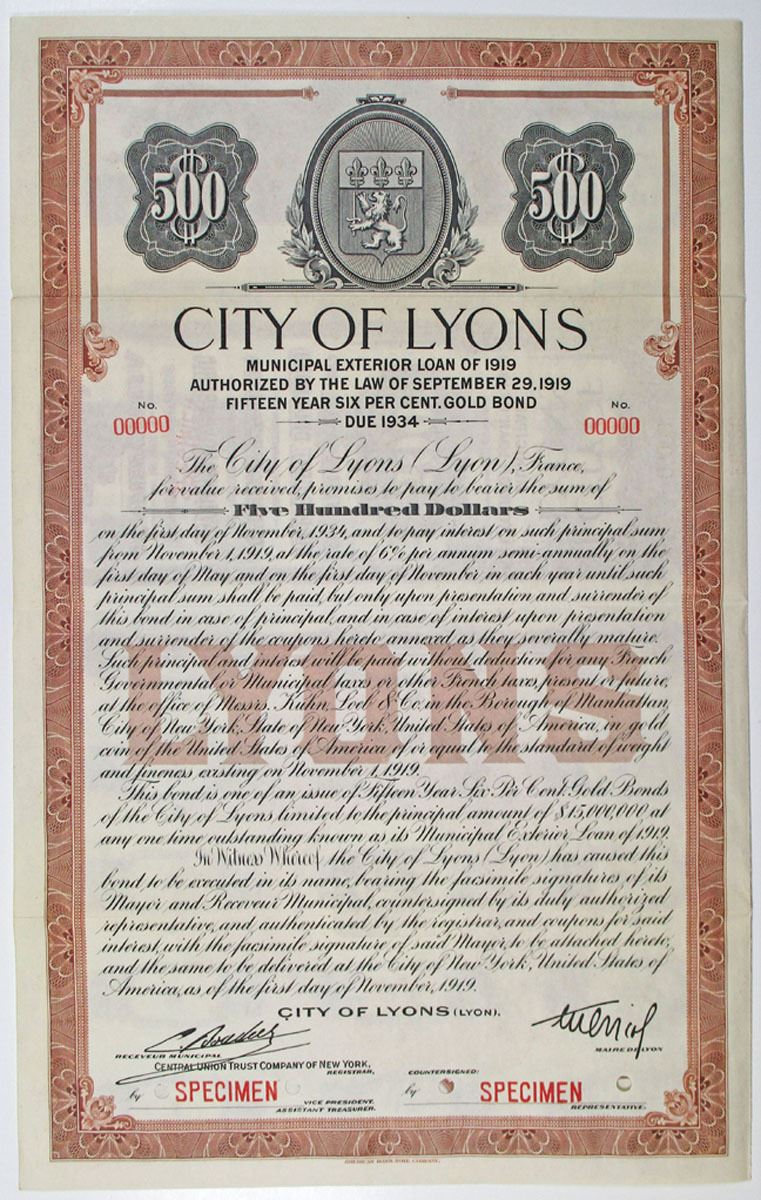 $500 $500
CITY OF LYONS
MUNICIPAL EXTERIOR LOAN OF 1919
AUTHORIZED BY THE LAW OF SEPTEMBER 29, 1919
FIFTEEN YEAR SIX PER CENT. GOLD BOND
DUE 1934
No. 00000 No. 00000
The City of Lyons (Lyon), France,
for value received, promises to pay to bearer the sum of
Five Hundred Dollars
on the first day of November, 1934, and to pay interest on such principal sum
from November 1, 1919, at the rate of 6% per annum semi-annually on the
first day of May and on the first day of November in each year until such
principal sum shall be paid, but only upon presentation and surrender of
this bond in case of principal, and in case of interest upon presentation
and surrender of the coupons hereto annexed as they severally mature.
Such principal and interest will be paid without deduction for any French
Governmental or Municipal taxes or other French taxes, present or future,
at the office of Messrs. Kuhn, Loeb & Co. in the Borough of Manhattan,
City of New York, State of New York, United States of America, in gold
coin of the United States of America of or equal to the standard of weight
and fineness existing on November 1, 1919.
LYONS
This bond is one of an issue of Fifteen Year Six Per Cent. Gold Bonds
of the City of Lyons, limited to the principal amount of $15,000,000 at
any one time outstanding known as its Municipal Exterior Loan of 1919.
In Witness Whereof, the City of Lyons (Lyon) has caused this
bond to be executed in its name, bearing the facsimile signatures of its
Mayor and Receveur Municipal, countersigned by its duly authorized
representative, and authenticated by the registrar, and coupons for said
interest, with the facsimile signature of said Mayor, to be attached hereto,
and the same to be delivered at the City of New York, United States of
America, as of the first day of November, 1919.
CITY OF LYONS (LYON).
RECEVEUR MUNICIPAL MAIRE DE LYON
CENTRAL UNION TRUST COMPANY OF NEW YORK,
REGISTRAR, COUNTERSIGNED:
by SPECIMEN by SPECIMEN
VICE PRESIDENT.
ASSISTANT TREASURER. REPRESENTATIVE.
AMERICAN BANK NOTE COMPANY.